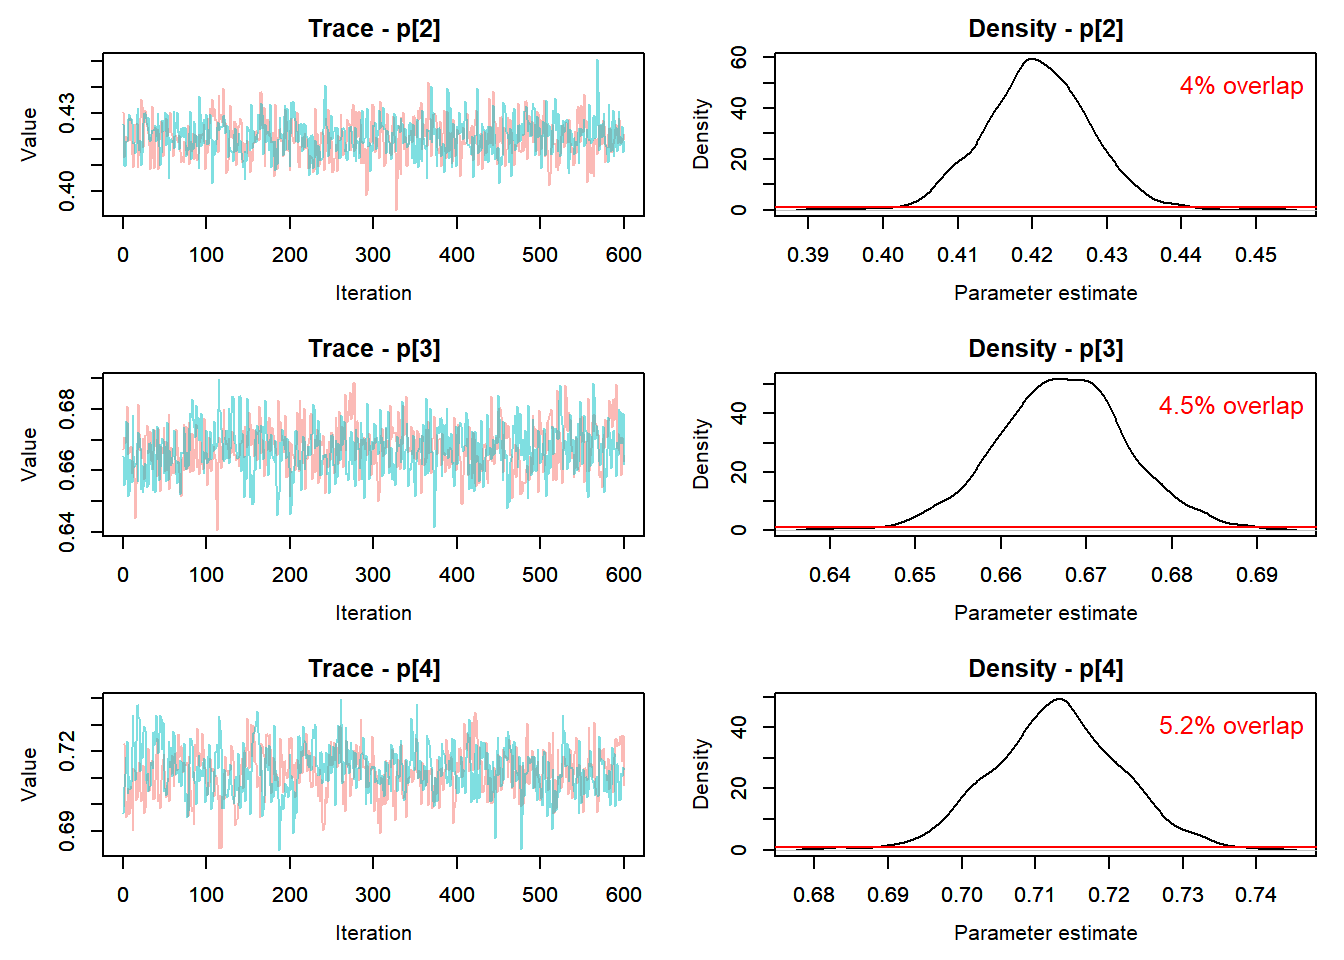 Trace - p[2]
Value
0.40 0.43
0 100 200 300 400 500 600
Iteration
Density - p[2]
4% overlap
Density
0 20 40 60
0.39 0.40 0.41 0.42 0.43 0.44 0.45
Parameter estimate
Trace - p[3]
Value
0.64 0.66 0.68
0 100 200 300 400 500 600
Iteration
Density - p[3]
4.5% overlap
Density
0 20 40
0.64 0.65 0.66 0.67 0.68 0.69
Parameter estimate
Trace - p[4]
Value
0.69 0.72
0 100 200 300 400 500 600
Iteration
Density - p[4]
5.2% overlap
Density
0 20 40
0.68 0.69 0.70 0.71 0.72 0.73 0.74
Parameter estimate